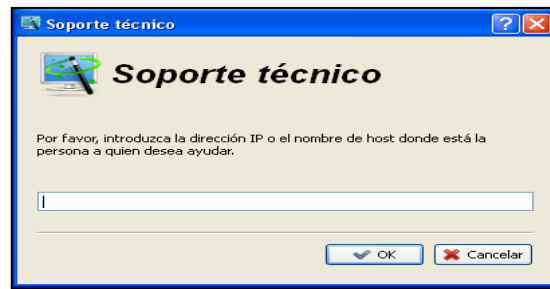 Soporte técnico
Soporte técnico
Por favor, introduzca la dirección IP o el nombre de host donde está la
persona a quien desea ayudar.
OK
Cancelar